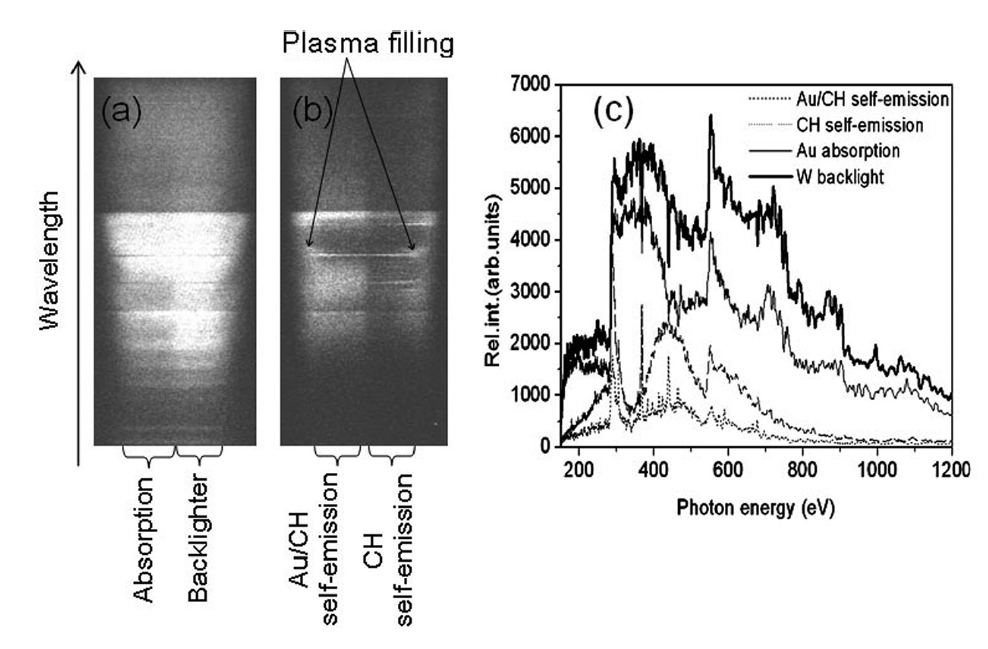 Plasma filling
(a)
(b)
Wavelength
Absorption
Backlighter
Au/CH
self-emission
CH
self-emission
(c)
Au/CH self-emission
CH self-emission
Au absorption
W backlight
Rel.int.(arb.units)
7000
6000
5000
4000
3000
2000
1000
0
200
400
600
800
1000
1200
Photon energy (eV)